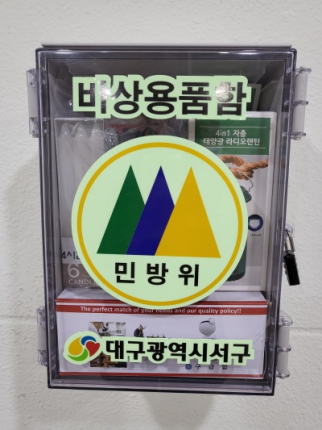 비상용품함
4in1 자충
태양광 라디오랜턴
민방위
CANDLE
The perfect match of your needs and our quality policy!!
대구광역시서구